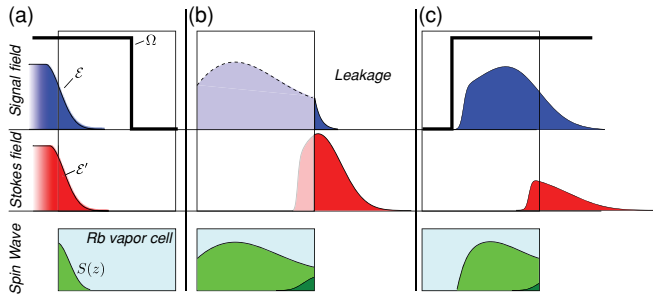 (a)
(b)
(c)
Signal field
ℰ
Ω
Leakage
Stokes field
ℰ'
Spin Wave
Rb vapor cell
S(z)